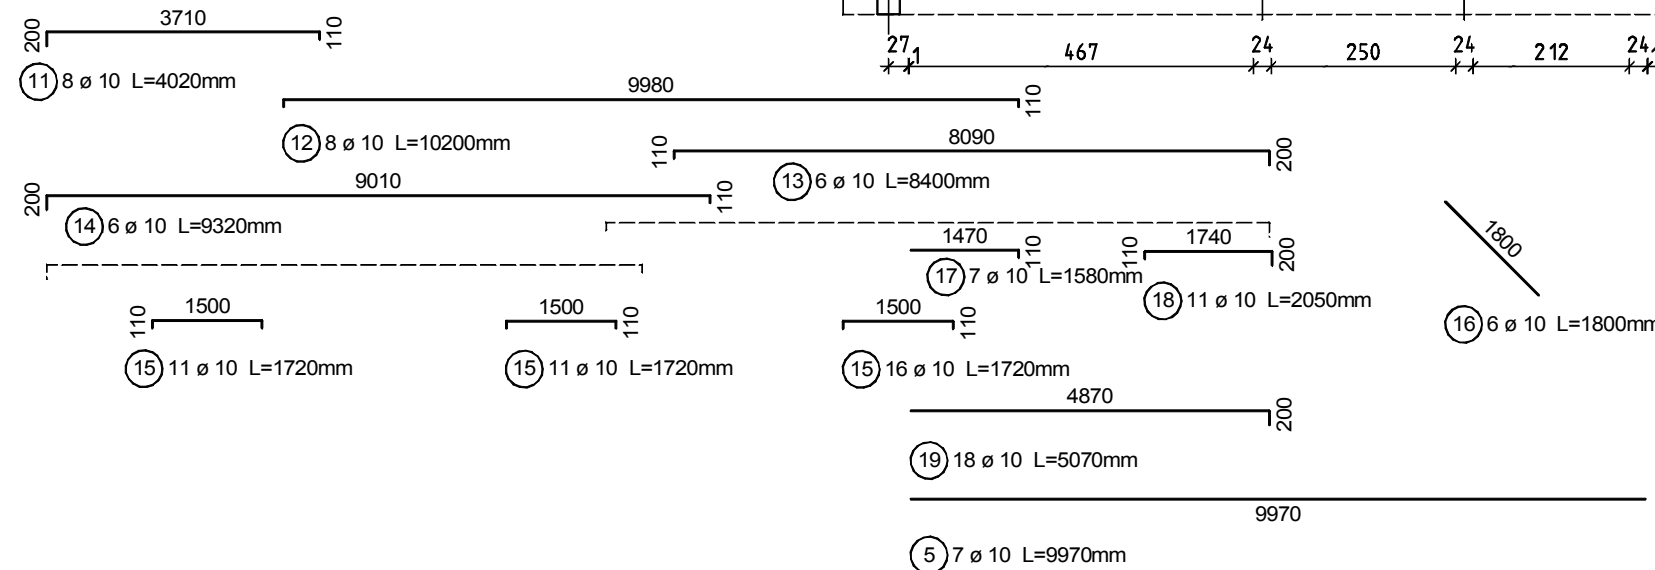 3710
200
110
11 8 ø 10 L=4020mm
27 1 467 24 250 24 212 24
9980
110
12 8 ø 10 L=10200mm
8090
110
200
13 6 ø 10 L=8400mm
9010
200
110
14 6 ø 10 L=9320mm
1470
110
17 7 ø 10 L=1580mm
1740
110
200
18 11 ø 10 L=2050mm
1800
16 6 ø 10 L=1800mm
1500
110
15 11 ø 10 L=1720mm
1500
110
15 11 ø 10 L=1720mm
1500
110
15 16 ø 10 L=1720mm
4870
200
19 18 ø 10 L=5070mm
9970
5 7 ø 10 L=9970mm